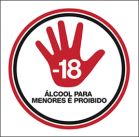 -18
ÁLCOOL PARA
MENORES É PROIBIDO